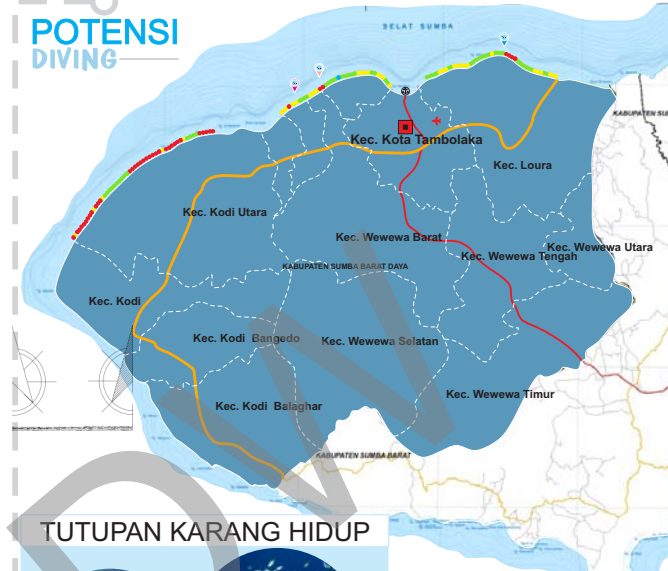 POTENSI
DIVING
SELAT SUMBA
KABUPATEN SU
Kec. Kota Tambolaka
Kec. Loura
Kec. Kodi Utara
Kec. Wewewa Barat
Kec. Wewewa Utara
Kec. Wewewa Tengah
KABUPATEN SUMBA BARAT DAYA
Kec. Kodi
Kec. Kodi Bangedo
Kec. Wewewa Selatan
Kec. Wewewa Timur
Kec. Kodi Balaghar
KABUPATEN SUMBA BARAT
TUTUPAN KARANG HIDUP